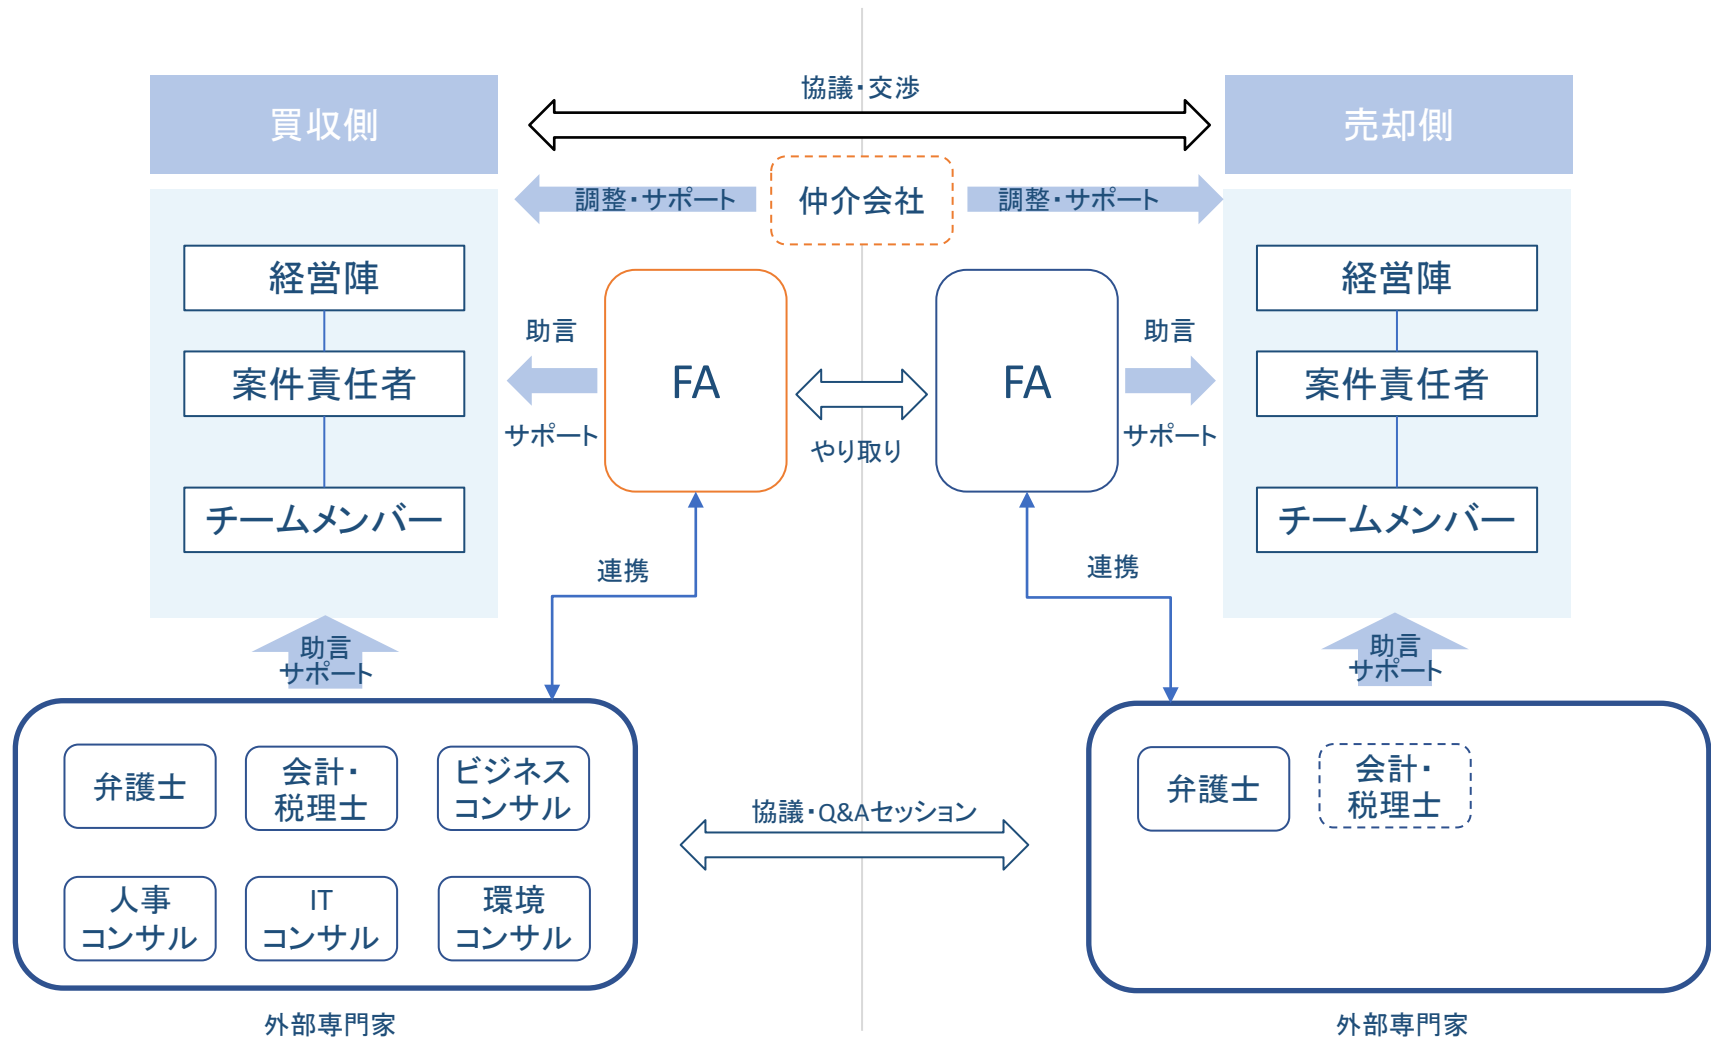 協議・交渉
買収側
売却側
調整・サポート
仲介会社
調整・サポート
経営陣
案件責任者
チームメンバー
助言
サポート
FA
やり取り
FA
助言
サポート
経営陣
案件責任者
チームメンバー
連携
連携
助言
サポート
助言
サポート
弁護士
会計・
税理士
ビジネス
コンサル
人事
コンサル
IT
コンサル
環境
コンサル
協議・Q&Aセッション
弁護士
会計・
税理士
外部専門家
外部専門家